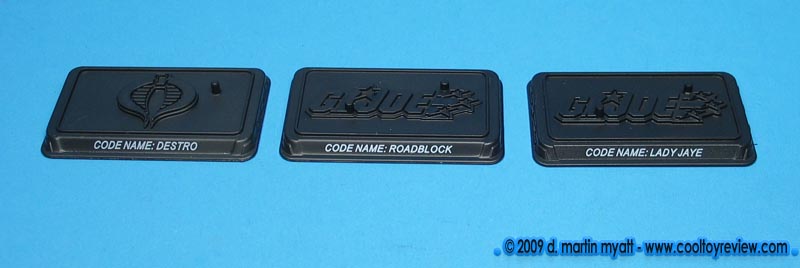 G.I.JOE
G.I.JOE
CODE NAME: DESTRO
CODE NAME: ROADBLOCK
CODE NAME: LADY JAYE
© 2009 d. martin myatt - www.cooltoyreview.com